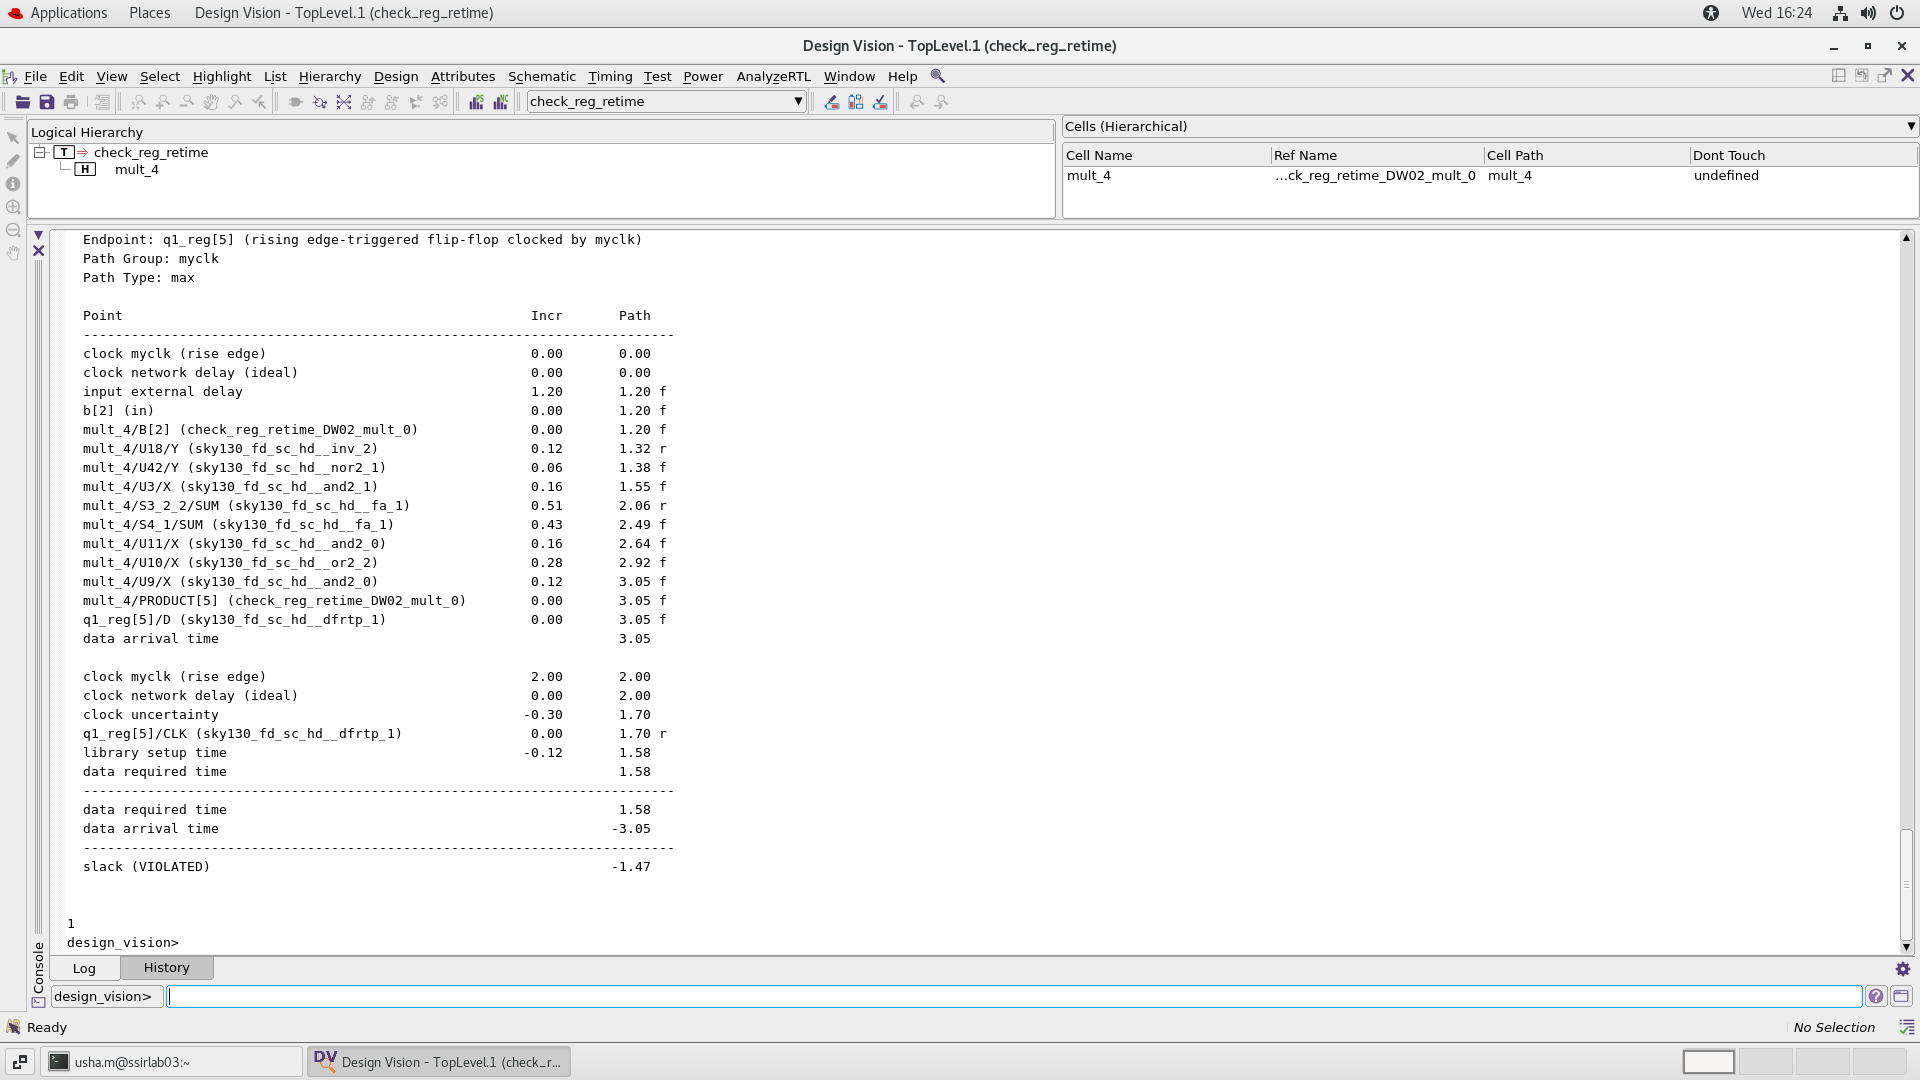 Applications Places Design Vision - TopLevel.1 (check_reg_retime) Wed 16:24
Design Vision - TopLevel.1 (check_reg_retime)
File Edit View Select Highlight List Hierarchy Design Attributes Schematic Timing Test Power AnalyzeRTL Window Help
check_reg_retime
Logical Hierarchy
T check_reg_retime
H mult_4
Cells (Hierarchical)
Cell Name Ref Name Cell Path Dont Touch
mult_4 ...ck_reg_retime_DW02_mult_0 mult_4 undefined
Endpoint: q1_reg[5] (rising edge-triggered flip-flop clocked by myclk)
Path Group: myclk
Path Type: max
Point Incr Path
--------------------------------------------------------------------------
clock myclk (rise edge) 0.00 0.00
clock network delay (ideal) 0.00 0.00
input external delay 1.20 1.20 f
b[2] (in) 0.00 1.20 f
mult_4/B[2] (check_reg_retime_DW02_mult_0) 0.00 1.20 f
mult_4/U18/Y (sky130_fd_sc_hd__inv_2) 0.12 1.32 r
mult_4/U42/Y (sky130_fd_sc_hd__nor2_1) 0.06 1.38 f
mult_4/U3/X (sky130_fd_sc_hd__and2_1) 0.16 1.55 f
mult_4/S3_2_2/SUM (sky130_fd_sc_hd__fa_1) 0.51 2.06 r
mult_4/S4_1/SUM (sky130_fd_sc_hd__fa_1) 0.43 2.49 f
mult_4/U11/X (sky130_fd_sc_hd__and2_0) 0.16 2.64 f
mult_4/U10/X (sky130_fd_sc_hd__or2_2) 0.28 2.92 f
mult_4/U9/X (sky130_fd_sc_hd__and2_0) 0.12 3.05 f
mult_4/PRODUCT[5] (check_reg_retime_DW02_mult_0) 0.00 3.05 f
q1_reg[5]/D (sky130_fd_sc_hd__dfrtp_1) 0.00 3.05 f
data arrival time 3.05
clock myclk (rise edge) 2.00 2.00
clock network delay (ideal) 0.00 2.00
clock uncertainty -0.30 1.70
q1_reg[5]/CLK (sky130_fd_sc_hd__dfrtp_1) 0.00 1.70 r
library setup time -0.12 1.58
data required time 1.58
--------------------------------------------------------------------------
data required time 1.58
data arrival time -3.05
--------------------------------------------------------------------------
slack (VIOLATED) -1.47
1
design_vision>
Console
Log History
design_vision>
Ready No Selection
usha.m@ssirlab03:~ DV Design Vision - TopLevel.1 (check_r...